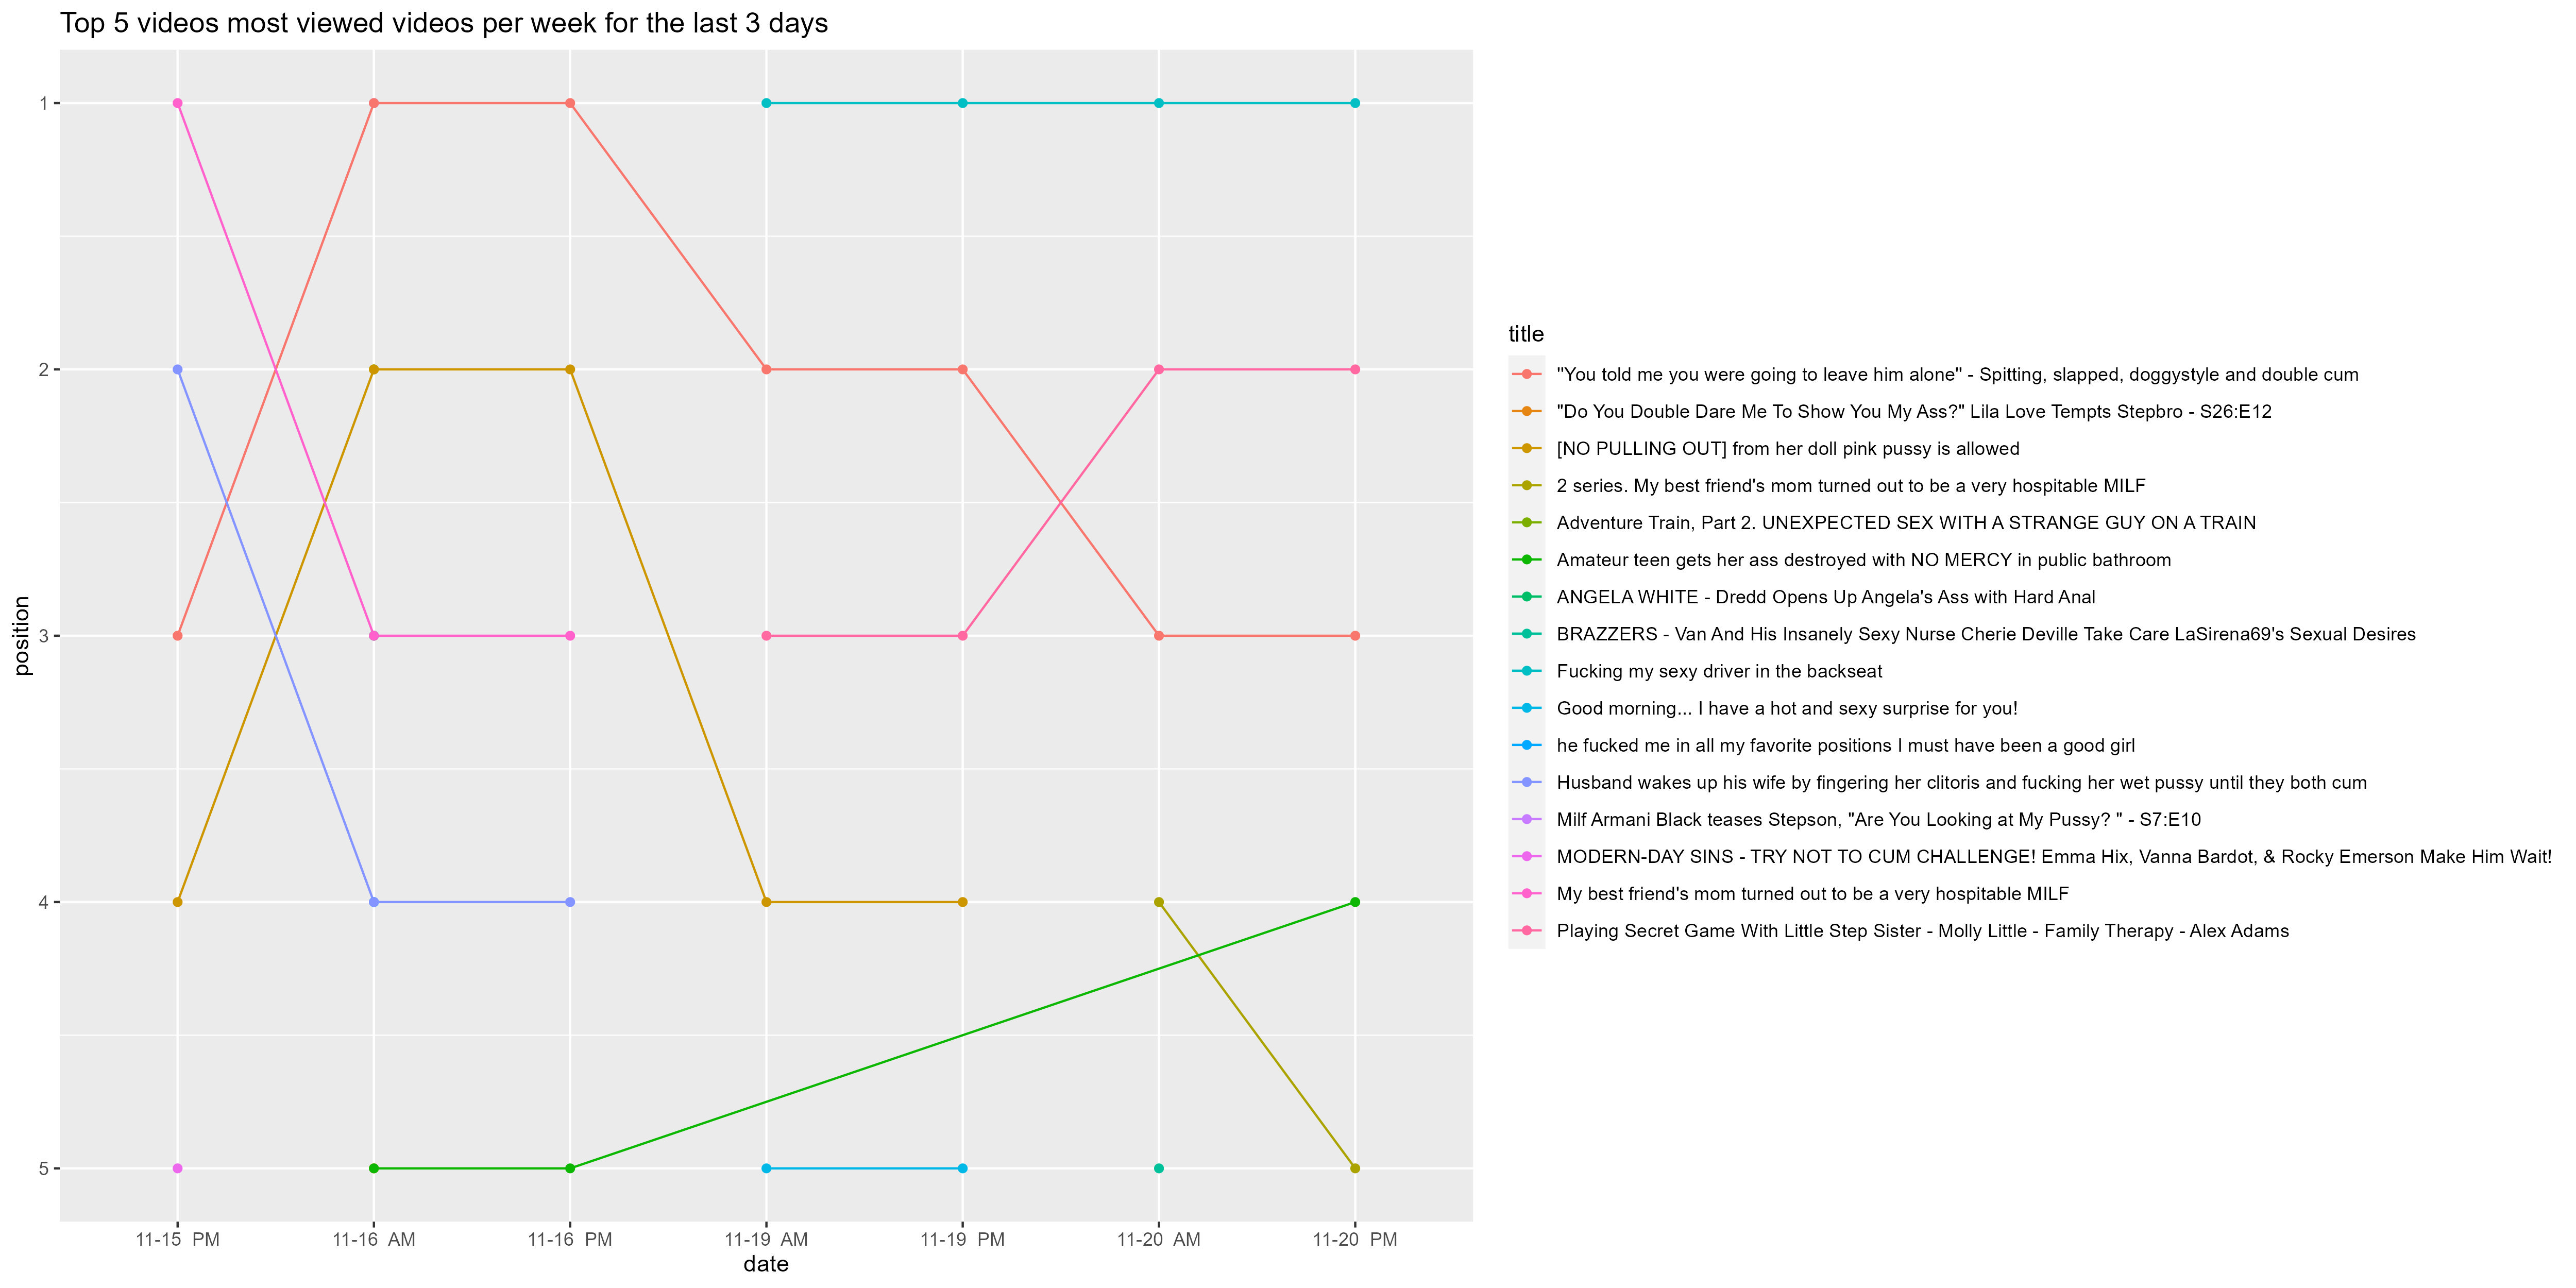 Top 5 videos most viewed videos per week for the last 3 days
1
2
3
4
5
position
11-15 PM
11-16 AM
11-16 PM
11-19 AM
11-19 PM
11-20 AM
11-20 PM
date
title
"You told me you were going to leave him alone" - Spitting, slapped, doggystyle and double cum
"Do You Double Dare Me To Show You My Ass?" Lila Love Tempts Stepbro - S26:E12
[NO PULLING OUT] from her doll pink pussy is allowed
2 series. My best friend's mom turned out to be a very hospitable MILF
Adventure Train, Part 2. UNEXPECTED SEX WITH A STRANGE GUY ON A TRAIN
Amateur teen gets her ass destroyed with NO MERCY in public bathroom
ANGELA WHITE - Dredd Opens Up Angela's Ass with Hard Anal
BRAZZERS - Van And His Insanely Sexy Nurse Cherie Deville Take Care LaSirena69's Sexual Desires
Fucking my sexy driver in the backseat
Good morning... I have a hot and sexy surprise for you!
he fucked me in all my favorite positions I must have been a good girl
Husband wakes up his wife by fingering her clitoris and fucking her wet pussy until they both cum
Milf Armani Black teases Stepson, "Are You Looking at My Pussy? " - S7:E10
MODERN-DAY SINS - TRY NOT TO CUM CHALLENGE! Emma Hix, Vanna Bardot, & Rocky Emerson Make Him Wait!
My best friend's mom turned out to be a very hospitable MILF
Playing Secret Game With Little Step Sister - Molly Little - Family Therapy - Alex Adams